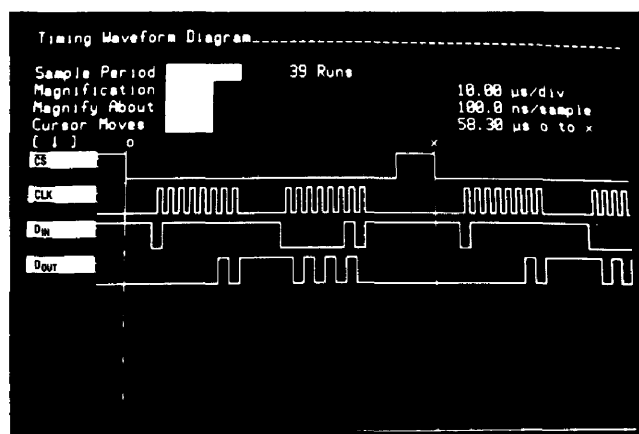 Timing Waveform Diagram
Sample Period 39 Runs
Magnification 10.00 µs/div
Magnify About 100.0 ns/sample
Cursor Moves 58.30 µs o to x
[ ↓ ] o x
CS
CLK
DIN
DOUT